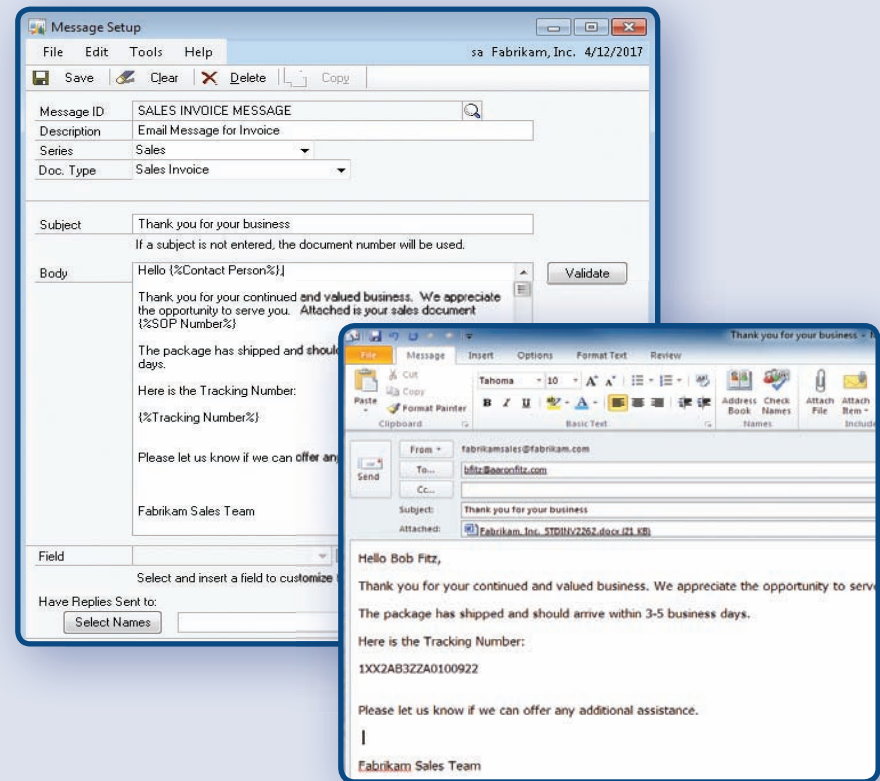 Message Setup
File Edit Tools Help sa Fabrikam, Inc. 4/12/2017
Save Clear Delete Copy
Message ID SALES INVOICE MESSAGE
Description Email Message for Invoice
Series Sales
Doc. Type Sales Invoice
Subject Thank you for your business
If a subject is not entered, the document number will be used.
Body Hello {%Contact Person%},
Validate
Thank you for your continued and valued business. We appreciate
the opportunity to serve you. Attached is your sales document
{%SOP Number%}
The package has shipped and should
days.
Here is the Tracking Number:
{%Tracking Number%}
Please let us know if we can offer any
Fabrikam Sales Team
Field
Select and insert a field to customize
Have Replies Sent to:
Select Names
Thank you for your business -
File Message Insert Options Format Text Review
Paste
Cut
Copy
Format Painter
Clipboard
Tahoma 10
B I U
Basic Text
Address Book
Check Names
Names
Attach File
Attach Item
Include
Send
From fabrikamsales@fabrikam.com
To... bfitz@aaronfitz.com
Cc...
Subject: Thank you for your business
Attached: Fabrikam, Inc. STDINV2262.docx (21 KB)
Hello Bob Fitz,
Thank you for your continued and valued business. We appreciate the opportunity to serve
The package has shipped and should arrive within 3-5 business days.
Here is the Tracking Number:
1XX2AB3ZZA0100922
Please let us know if we can offer any additional assistance.
Fabrikam Sales Team